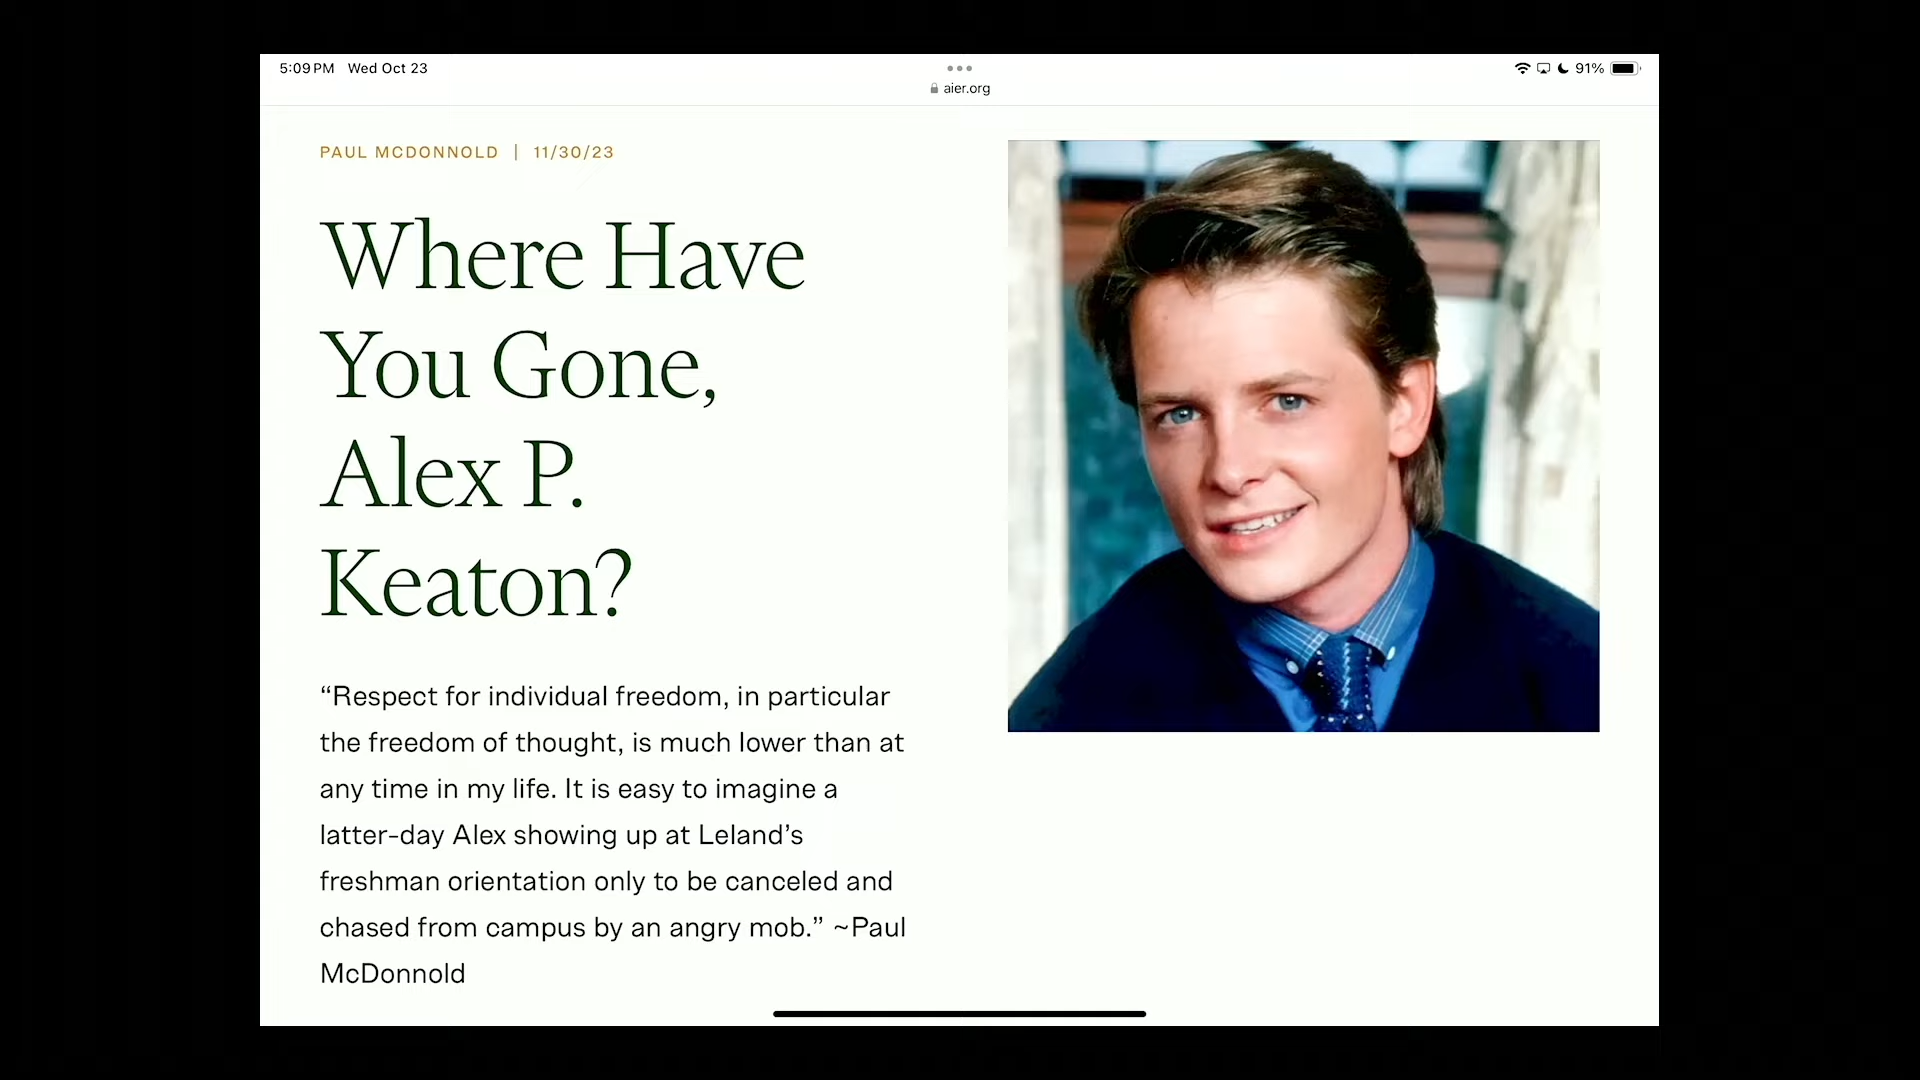 5:09 PM Wed Oct 23
91%
aier.org
PAUL MCDONNOLD | 11/30/23
Where Have
You Gone,
Alex P.
Keaton?
“Respect for individual freedom, in particular
the freedom of thought, is much lower than at
any time in my life. It is easy to imagine a
latter-day Alex showing up at Leland’s
freshman orientation only to be canceled and
chased from campus by an angry mob.” ~Paul
McDonnold